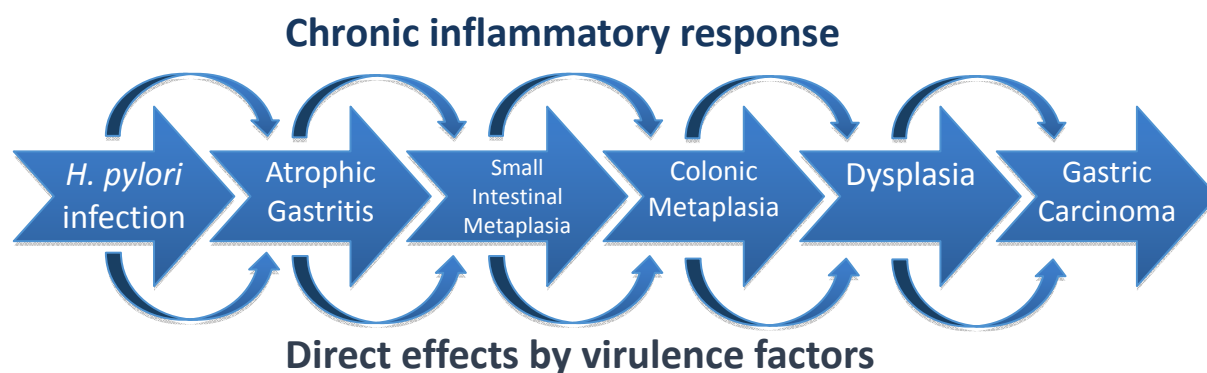 Chronic inflammatory response
H. pylori
infection
Atrophic
Gastritis
Small
Intestinal
Metaplasia
Colonic
Metaplasia
Dysplasia
Gastric
Carcinoma
Direct effects by virulence factors